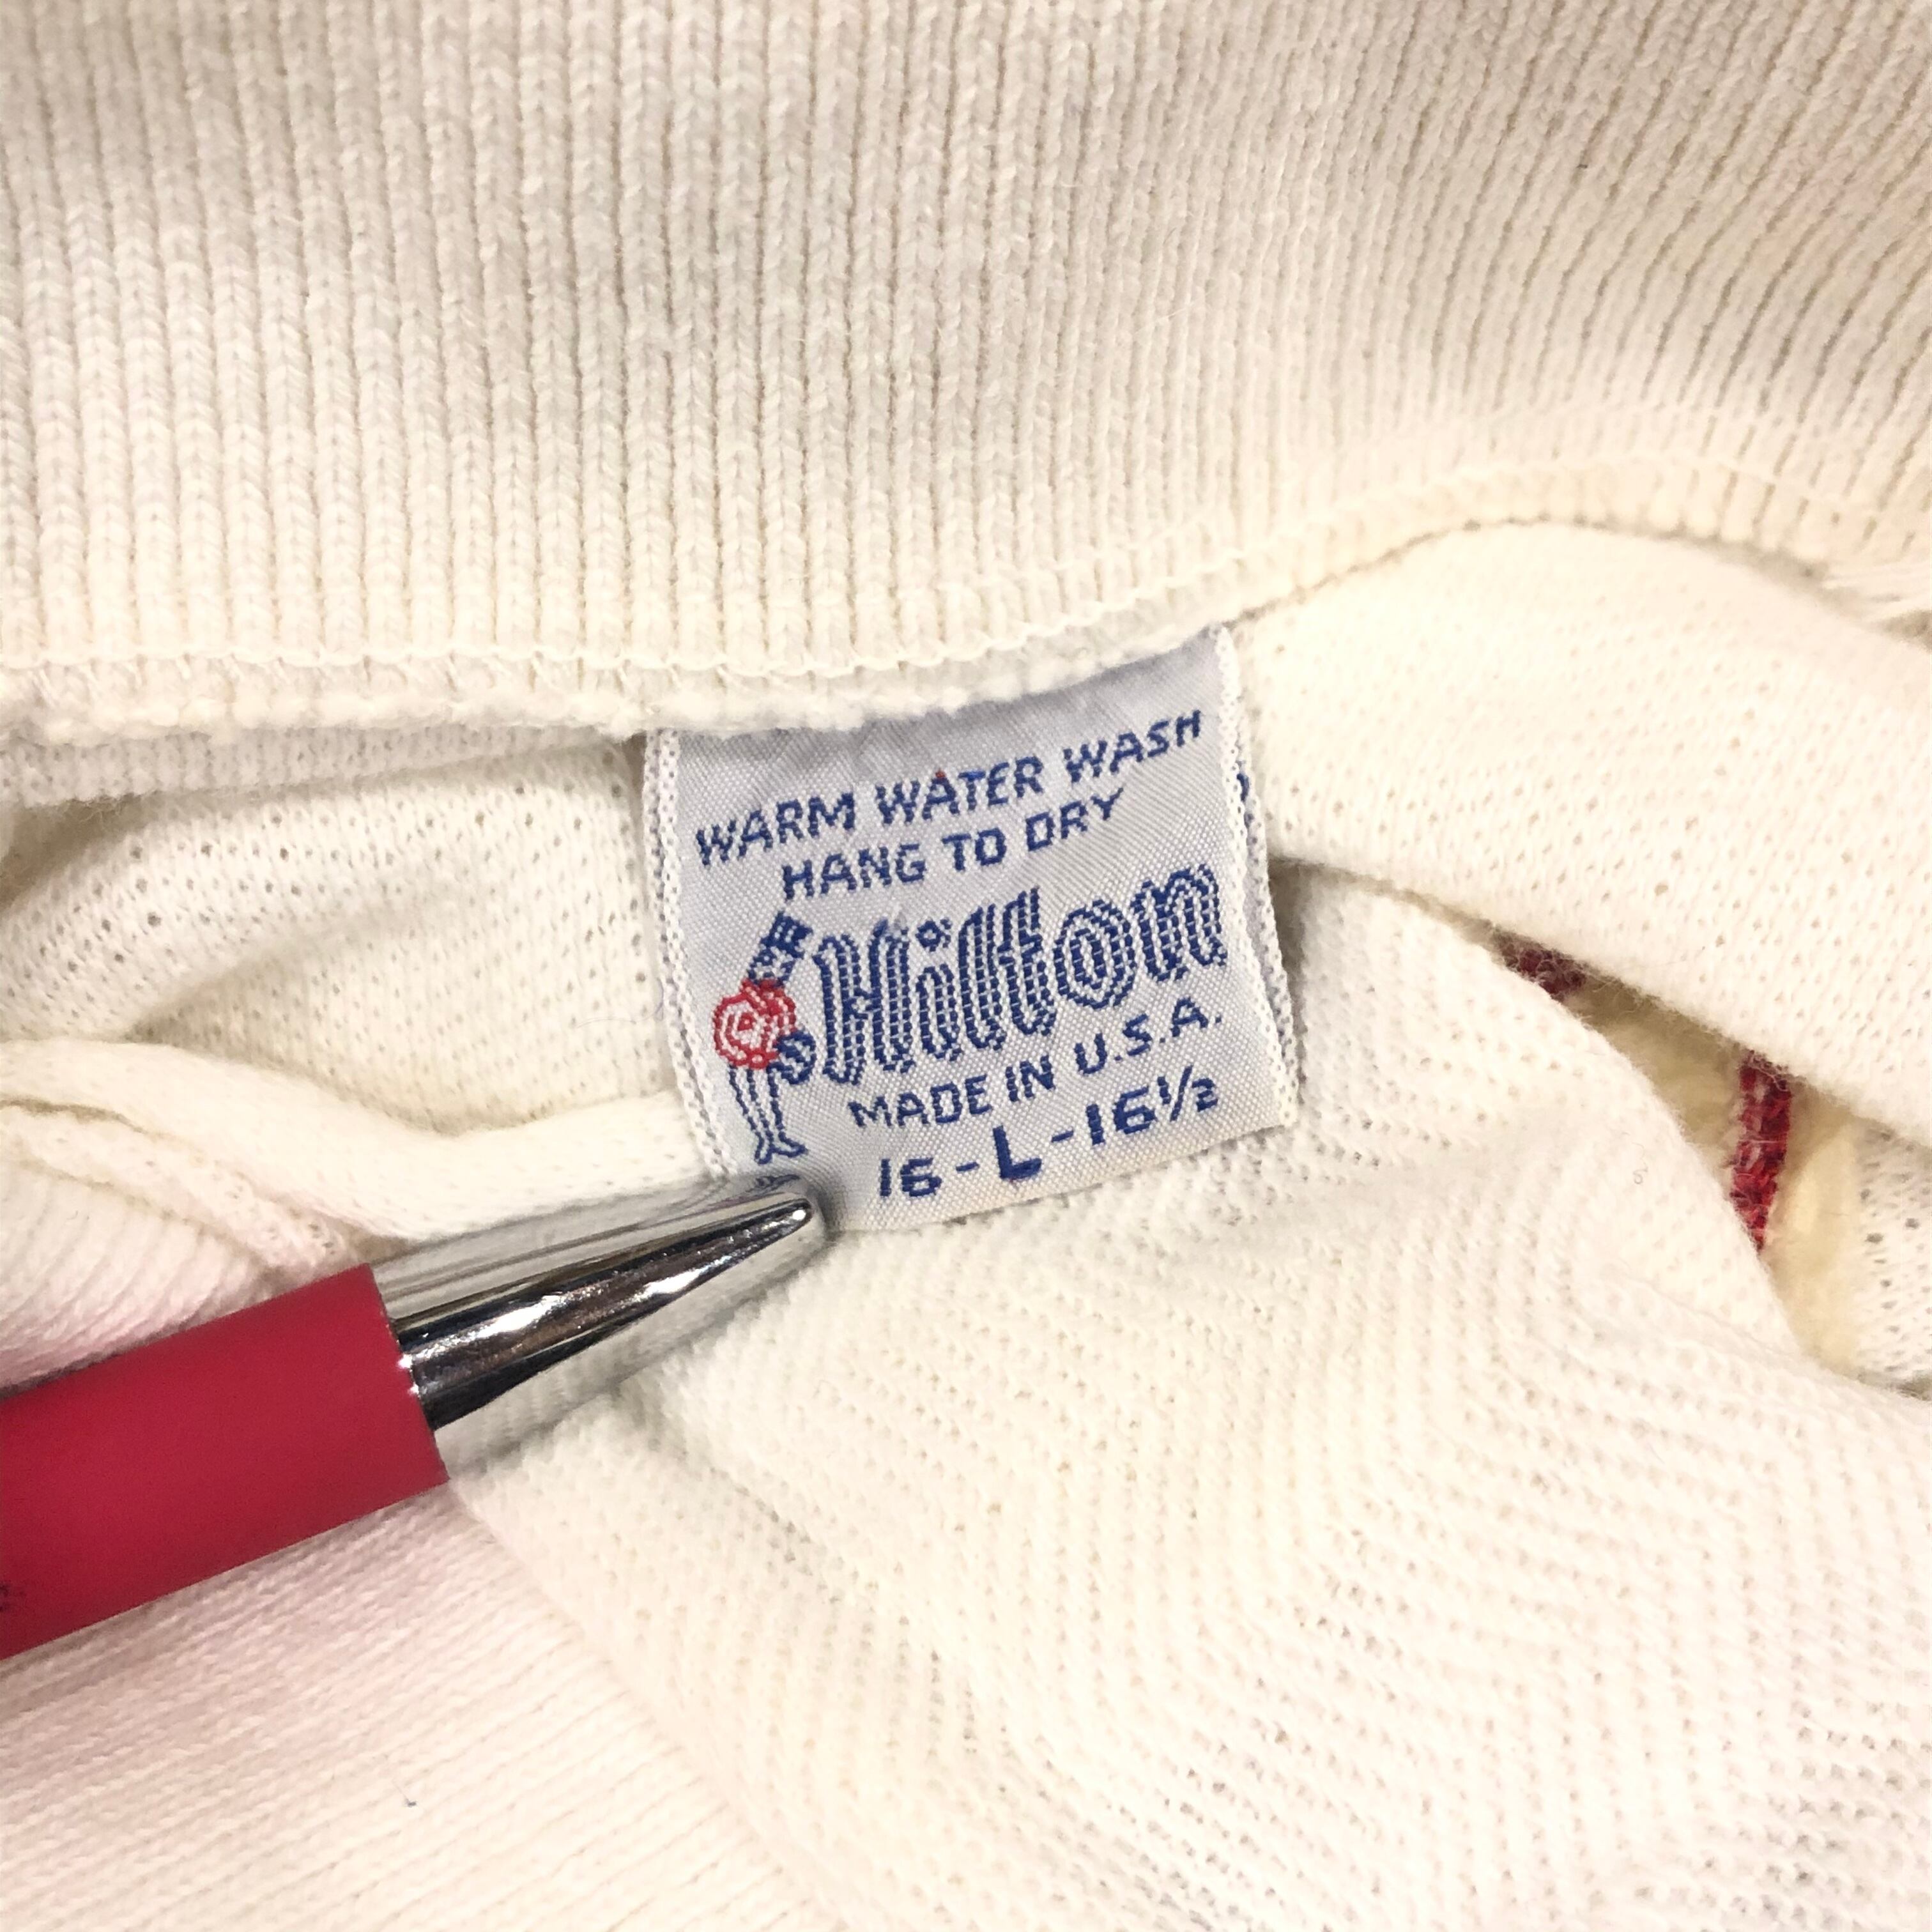 WARM WATER WASH
HANG TO DRY
Hilton
MADE IN U.S.A.
16-L-16½